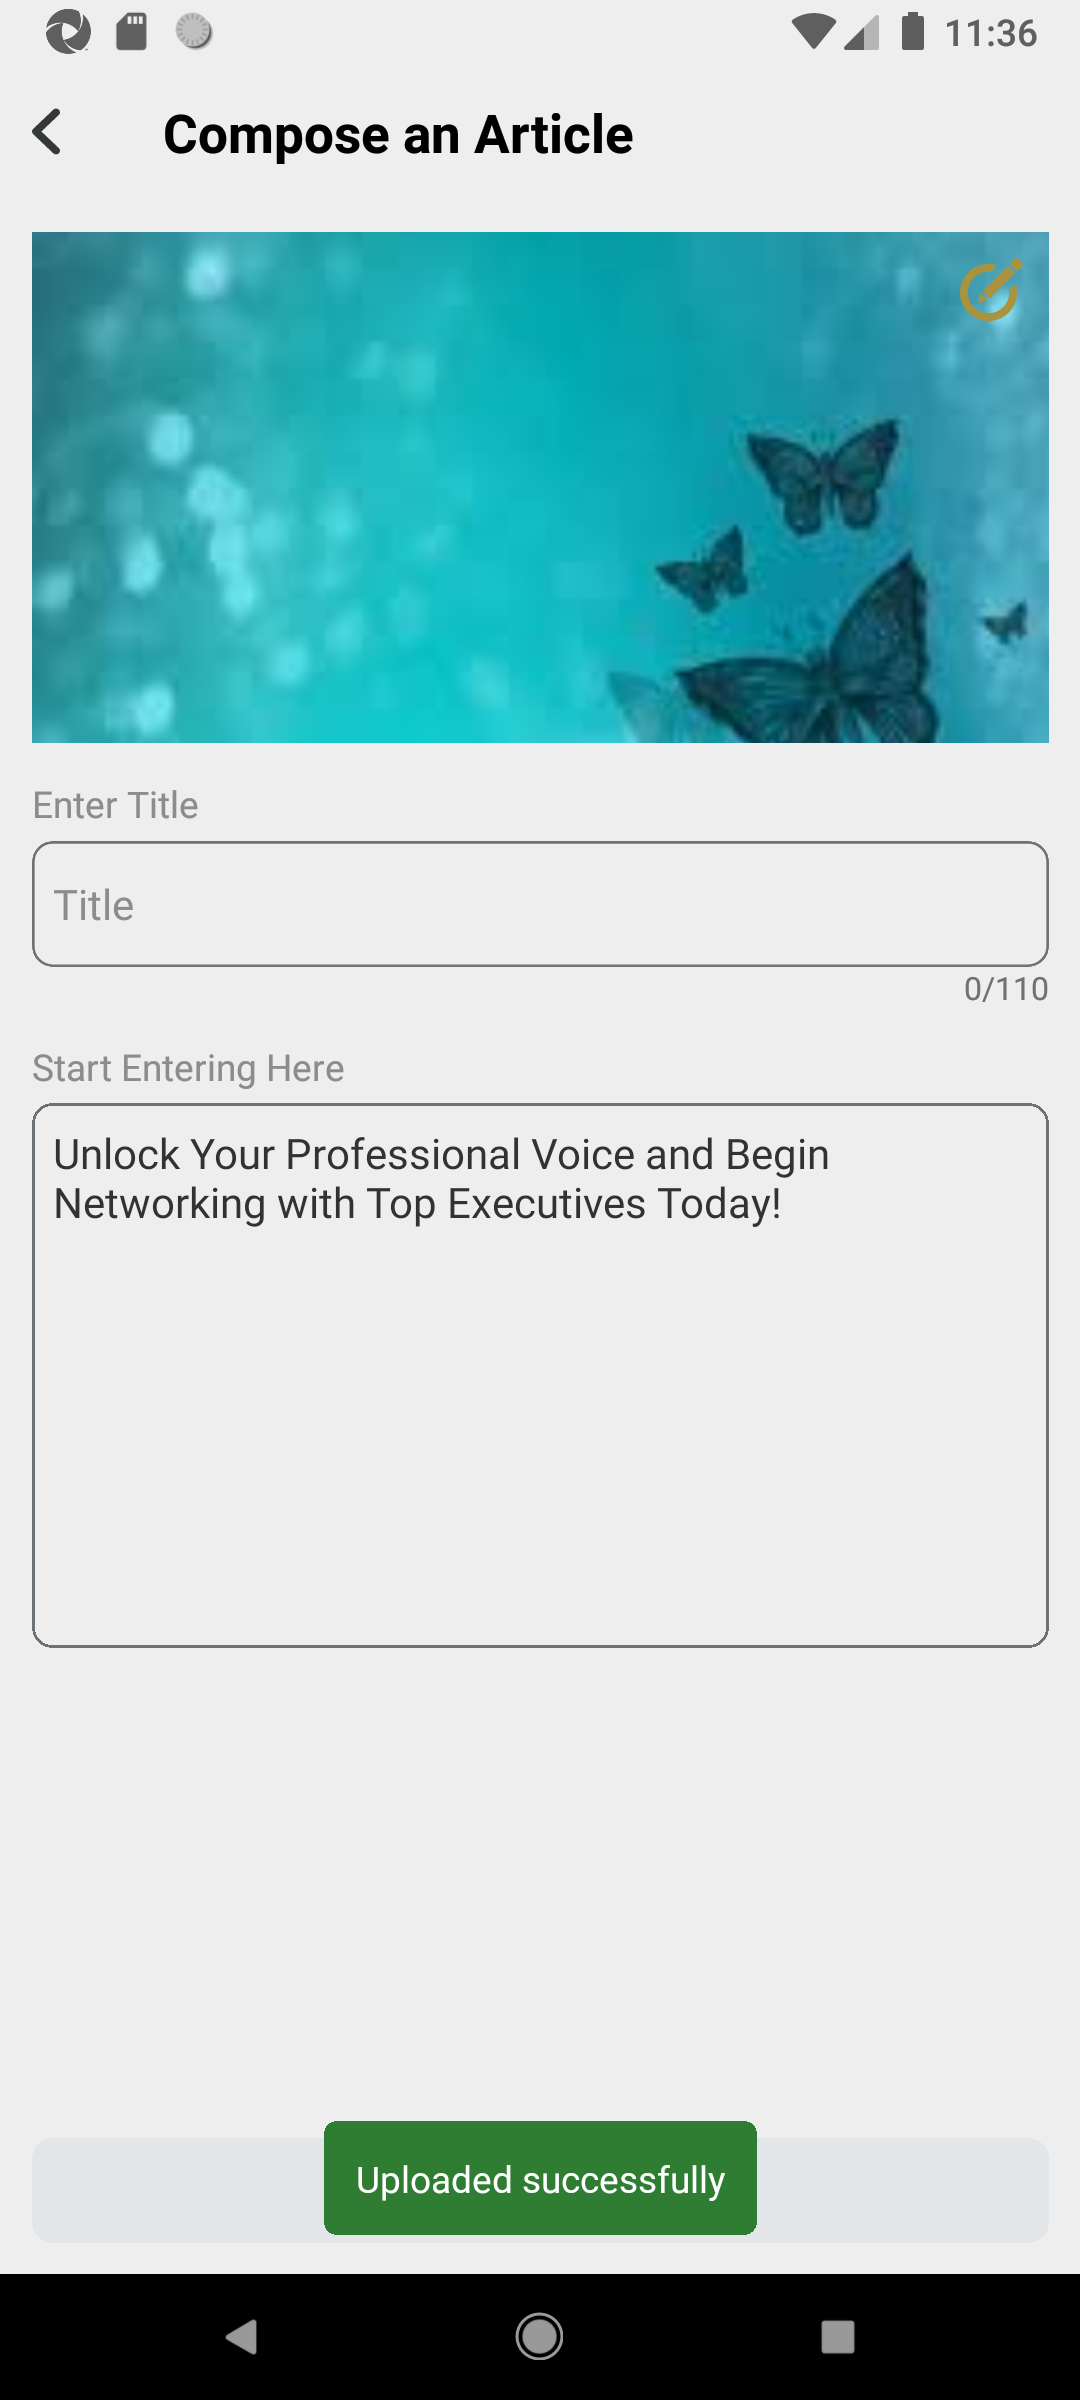 11:36
Compose an Article
Enter Title
Title
0/110
Start Entering Here
Unlock Your Professional Voice and Begin
Networking with Top Executives Today!
Uploaded successfully